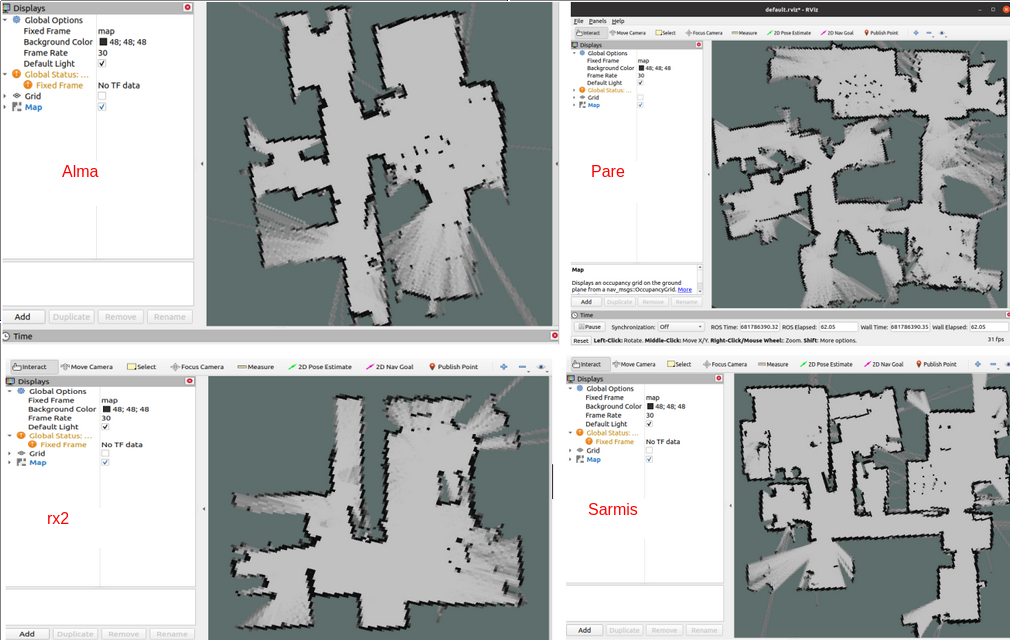 Displays
Global Options
Fixed Frame map
Background Color 48; 48; 48
Frame Rate 30
Default Light
Global Status: ...
Fixed Frame No TF data
Grid
Map
Alma
Add Duplicate Remove Rename
Time
default.rviz* - RViz
File Panels Help
Interact Move Camera Select Focus Camera Measure 2D Pose Estimate 2D Nav Goal Publish Point
Displays
Global Options
Fixed Frame map
Background Color 48; 48; 48
Frame Rate 30
Default Light
Global Status: ...
Grid
Map
Pare
Map
Displays an occupancy grid on the ground
plane from a nav_msgs::OccupancyGrid. More
Add Duplicate Remove Rename
Time
Pause Synchronization: Off ROS Time: 681786390.32 ROS Elapsed: 62.05 Wall Time: 681786390.35 Wall Elapsed: 62.05
Reset Left-Click: Rotate. Middle-Click: Move X/Y. Right-Click/Mouse Wheel: Zoom. Shift: More options. 31 fps
Interact Move Camera Select Focus Camera Measure 2D Pose Estimate 2D Nav Goal Publish Point
Displays
Global Options
Fixed Frame map
Background Color 48; 48; 48
Frame Rate 30
Default Light
Global Status: ...
Fixed Frame No TF data
Grid
Map
rx2
Add Duplicate Remove Rename
Interact Move Camera Select Focus Camera Measure 2D Pose Estimate 2D Nav Goal Publish Point
Displays
Global Options
Fixed Frame map
Background Color 48; 48; 48
Frame Rate 30
Default Light
Global Status: ...
Fixed Frame No TF data
Grid
Map
Sarmis
Add Duplicate Remove Rename